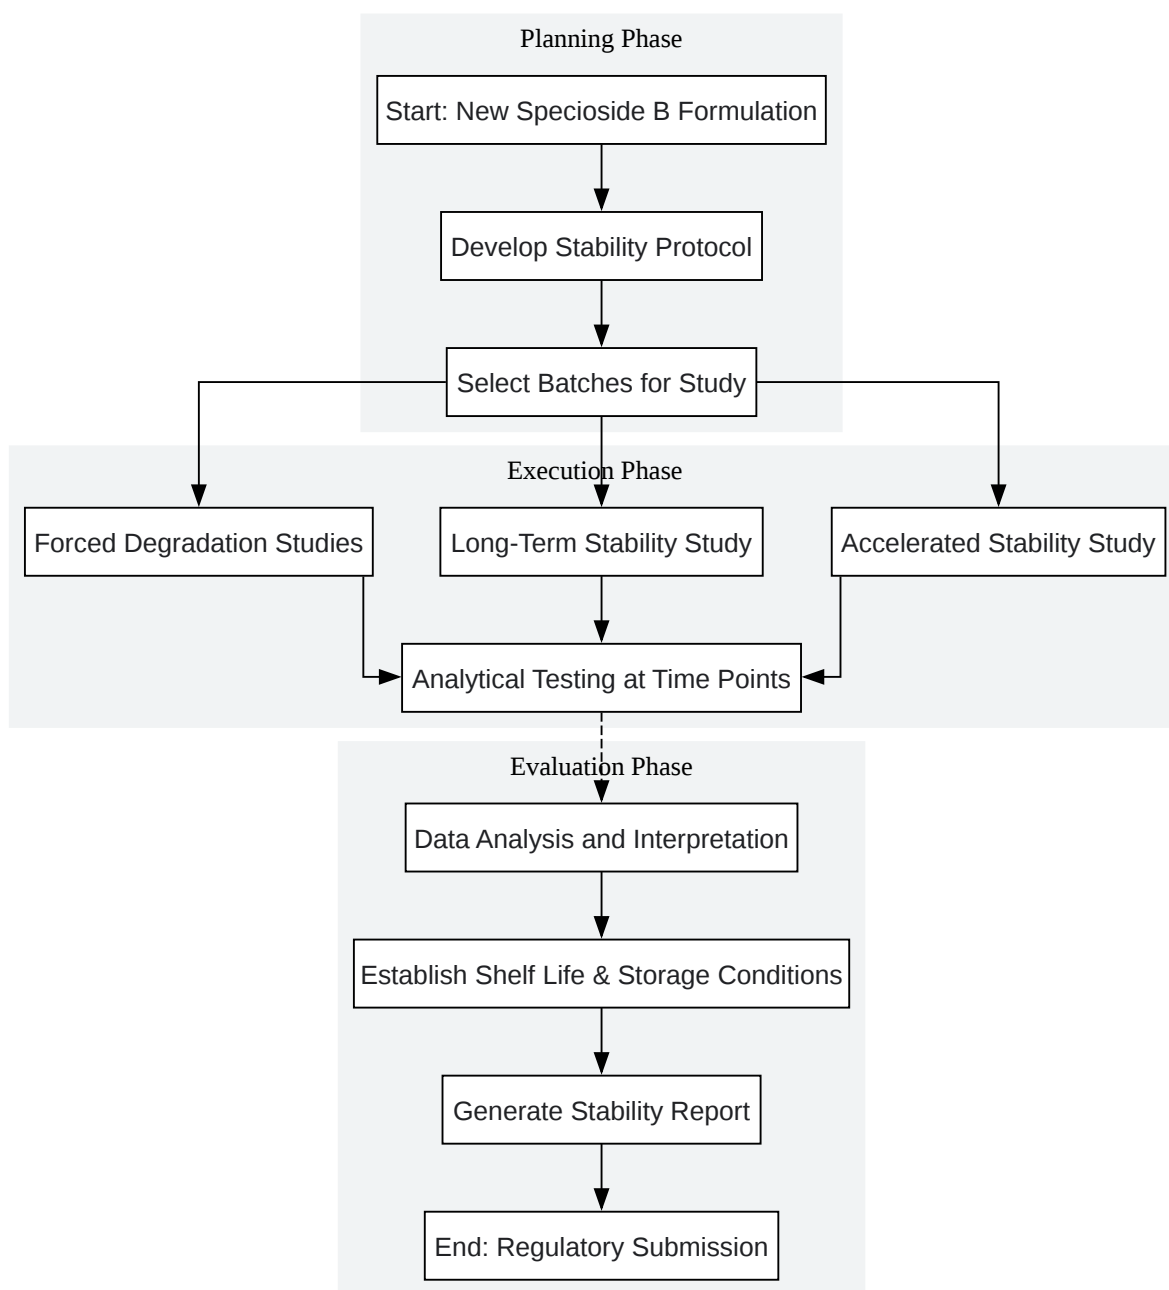 Planning Phase
Start: New Specioside B Formulation
Develop Stability Protocol
Select Batches for Study
Execution Phase
Forced Degradation Studies
Long-Term Stability Study
Accelerated Stability Study
Analytical Testing at Time Points
Evaluation Phase
Data Analysis and Interpretation
Establish Shelf Life & Storage Conditions
Generate Stability Report
End: Regulatory Submission